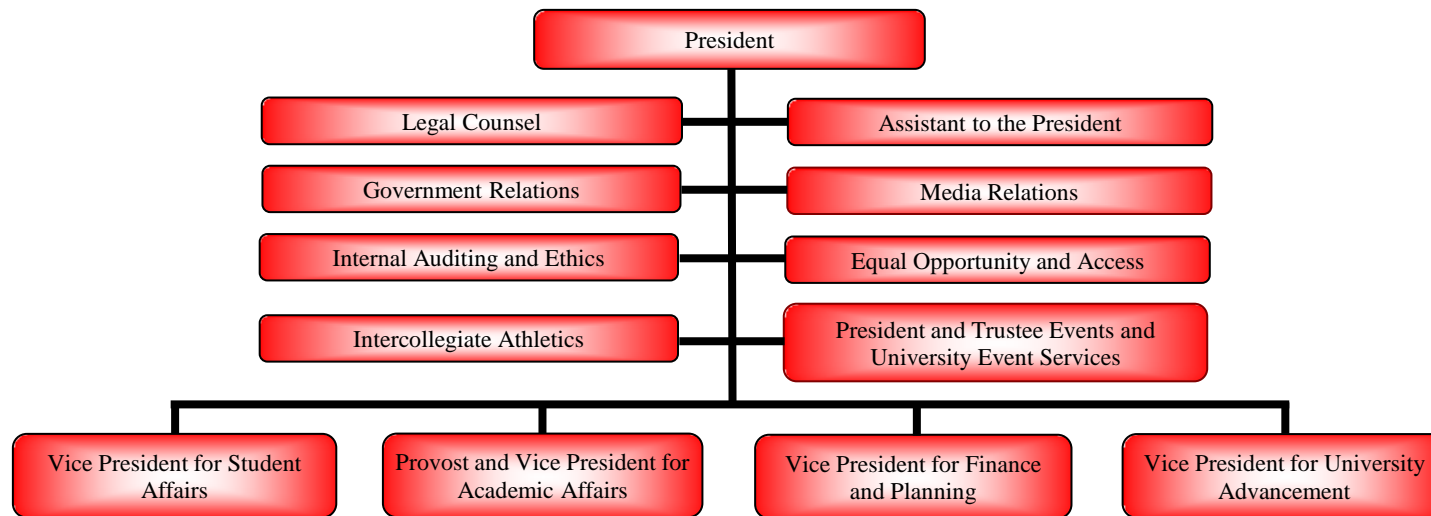 President
Legal Counsel
Assistant to the President
Government Relations
Media Relations
Internal Auditing and Ethics
Equal Opportunity and Access
Intercollegiate Athletics
President and Trustee Events and
University Event Services
Vice President for Student
Affairs
Provost and Vice President for
Academic Affairs
Vice President for Finance
and Planning
Vice President for University
Advancement